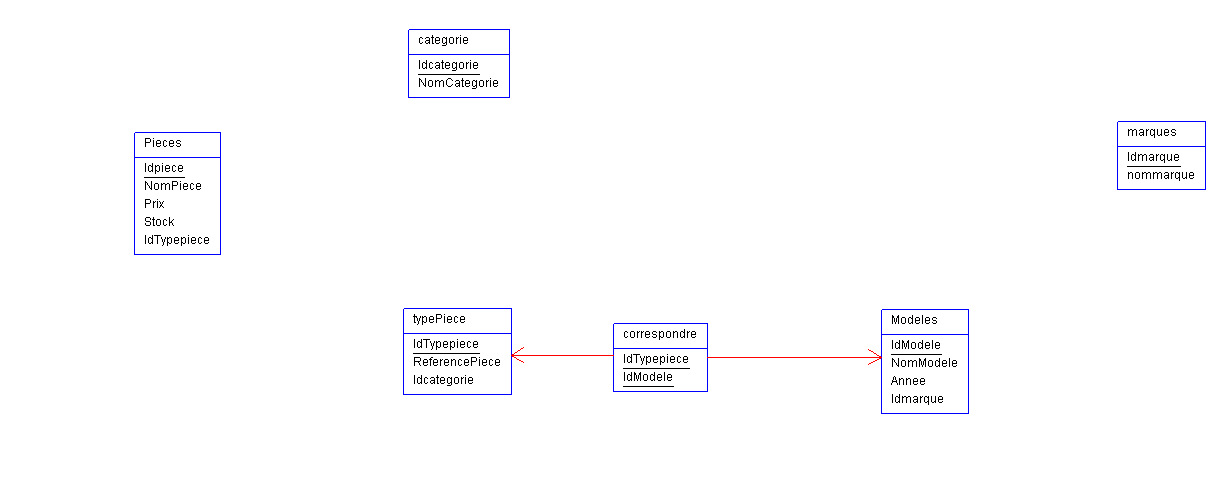 categorie
Idcategorie
NomCategorie
Pieces
Idpiece
NomPiece
Prix
Stock
IdTypepiece
marques
Idmarque
nommarque
typePiece
IdTypepiece
ReferencePiece
Idcategorie
correspondre
IdTypepiece
IdModele
Modeles
IdModele
NomModele
Annee
Idmarque